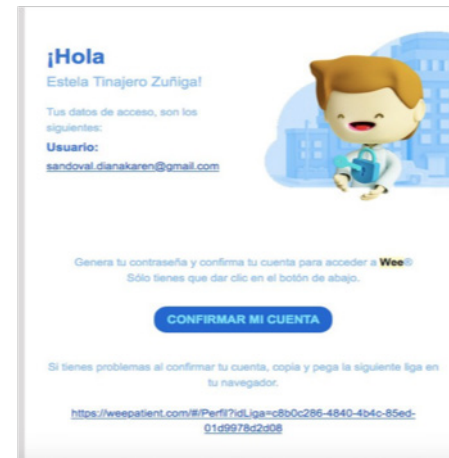 ¡Hola
Estela Tinajero Zuñiga!
Tus datos de acceso, son los
siguientes:
Usuario:
sandoval.dianakaren@gmail.com
Genera tu contraseña y confirma tu cuenta para acceder a Wee®
Sólo tienes que dar clic en el botón de abajo.
CONFIRMAR MI CUENTA
Si tienes problemas al confirmar tu cuenta, copia y pega la siguiente liga en
tu navegador.
https://weepatient.com/#/Perfil?idLiga=c8b0c286-4840-4b4c-85ed-
01d9978d2d08